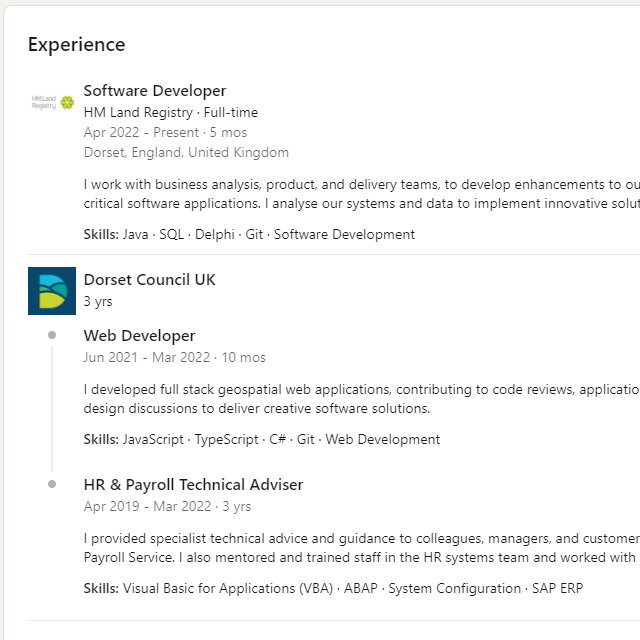 Experience
HM Land
Registry
Software Developer
HM Land Registry · Full-time
Apr 2022 - Present · 5 mos
Dorset, England, United Kingdom
I work with business analysis, product, and delivery teams, to develop enhancements to ou
critical software applications. I analyse our systems and data to implement innovative solut
Skills: Java · SQL · Delphi · Git · Software Development
Dorset Council UK
3 yrs
Web Developer
Jun 2021 - Mar 2022 · 10 mos
I developed full stack geospatial web applications, contributing to code reviews, applicatio
design discussions to deliver creative software solutions.
Skills: JavaScript · TypeScript · C# · Git · Web Development
HR & Payroll Technical Adviser
Apr 2019 - Mar 2022 · 3 yrs
I provided specialist technical advice and guidance to colleagues, managers, and customer
Payroll Service. I also mentored and trained staff in the HR systems team and worked with
Skills: Visual Basic for Applications (VBA) · ABAP · System Configuration · SAP ERP